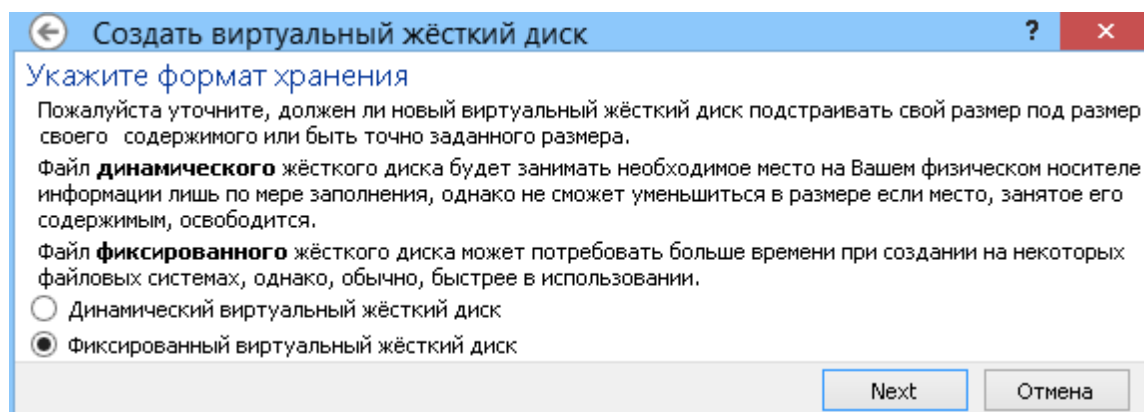 Создать виртуальный жёсткий диск ? ×
Укажите формат хранения
Пожалуйста уточните, должен ли новый виртуальный жёсткий диск подстраивать свой размер под размер
своего содержимого или быть точно заданного размера.
Файл динамического жёсткого диска будет занимать необходимое место на Вашем физическом носителе
информации лишь по мере заполнения, однако не сможет уменьшиться в размере если место, занятое его
содержимым, освободится.
Файл фиксированного жёсткого диска может потребовать больше времени при создании на некоторых
файловых системах, однако, обычно, быстрее в использовании.
Динамический виртуальный жёсткий диск
Фиксированный виртуальный жёсткий диск
Next Отмена